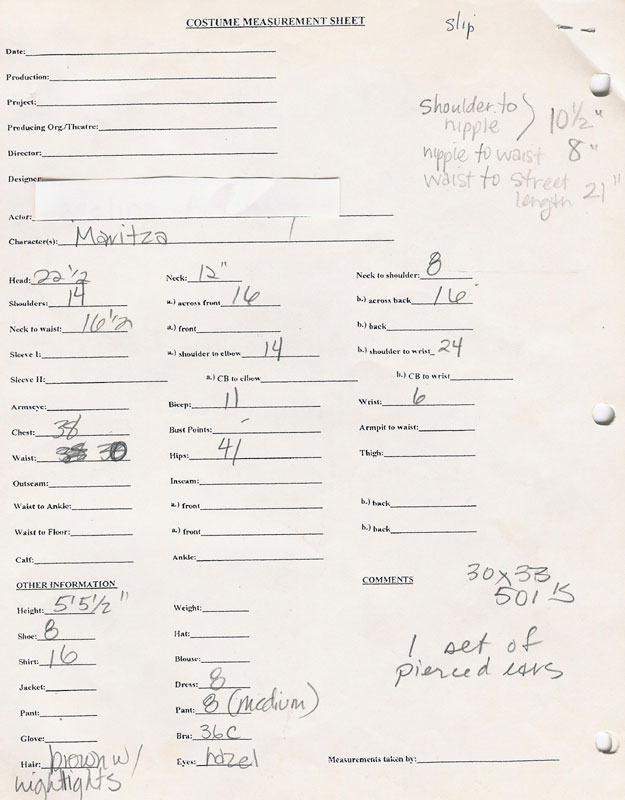 COSTUME MEASUREMENT SHEET
slip
Date:
Production:
Project:
Producing Org./Theatre:
Director:
Designer:
Shoulder to nipple ) 10 1/2"
nipple to waist 8"
waist to street length 21"
Actor:
Character(s): Maritza
Head: 22 1/2 Neck: 12" Neck to shoulder: 8
Shoulders: 14 a.) across front 16 b.) across back 16
Neck to waist: 16 1/2 a.) front b.) back
Sleeve I: a.) shoulder to elbow 14 b.) shoulder to wrist 24
Sleeve II: a.) CB to elbow b.) CB to wrist
Armseye: Bicep: 11 Wrist: 6
Chest: 38 Bust Points: - Armpit to waist:
Waist: 30 Hips: 41 Thigh:
Outseam: Inseam:
Waist to Ankle: a.) front b.) back
Waist to Floor: a.) front b.) back
Calf: Ankle:
OTHER INFORMATION COMMENTS 30x33
501's
Height: 5'5 1/2" Weight:
Shoe: 8 Hat:
Shirt: 16 Blouse: 1 set of
pierced ears
Jacket: Dress: 8
Pant: Pant: 8 (medium)
Glove: Bra: 36C
Hair: brown w/ Eyes: hazel Measurements taken by:
highlights